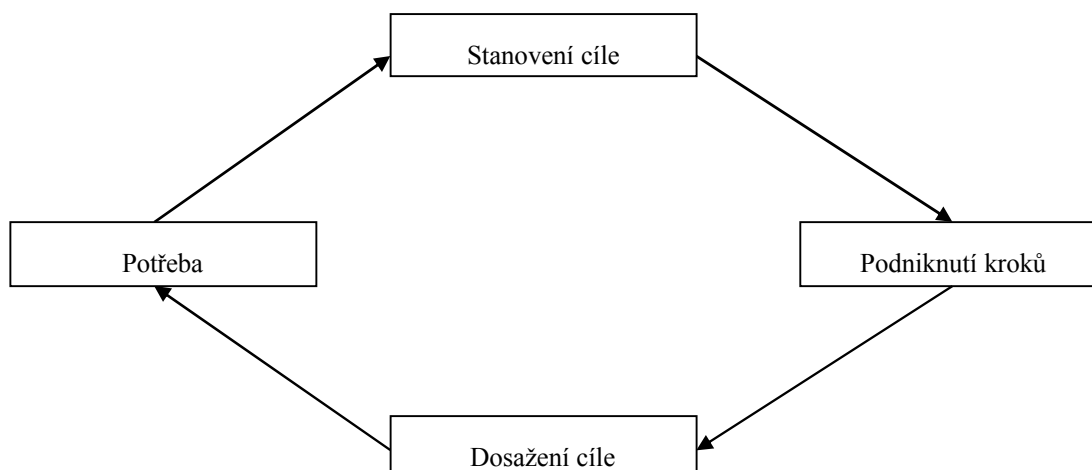 Stanovení cíle
Potřeba
Podniknutí kroků
Dosažení cíle